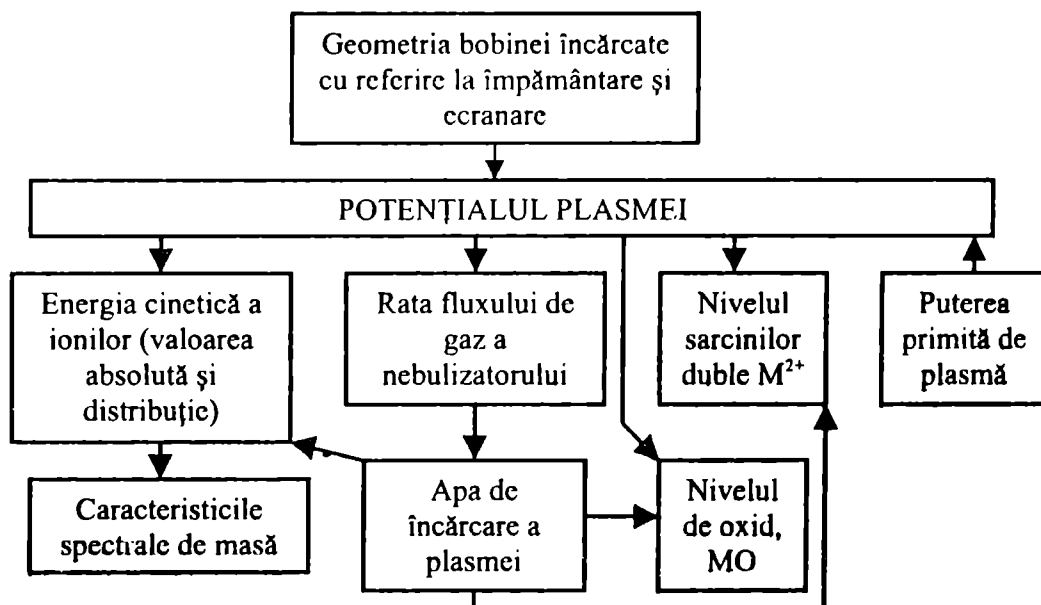 Geometria bobinei încărcate
cu referire la împământare și
ecranare
POTENȚIALUL PLASMEI
Energia cinetică a
ionilor (valoarea
absolută și
distribuție)
Rata fluxului de
gaz a
nebulizatorului
Nivelul
sarcinilor
duble M²⁺
Puterea
primită de
plasmă
Caracteristicile
spectrale de masă
Apa de
încărcare a
plasmei
Nivelul
de oxid,
MO